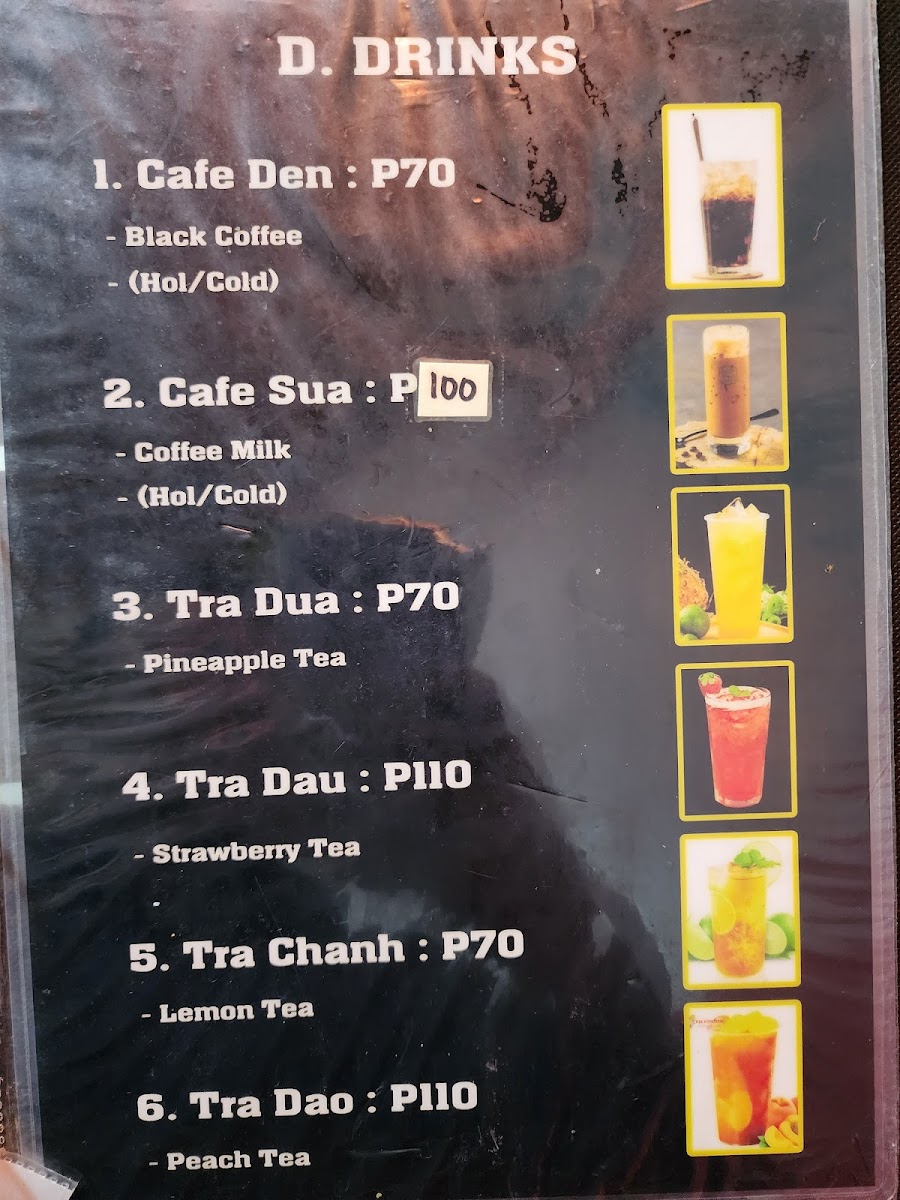 D. DRINKS
1. Cafe Den : P70
- Black Coffee
- (Hol/Cold)
2. Cafe Sua : P100
- Coffee Milk
- (Hol/Cold)
3. Tra Dua : P70
- Pineapple Tea
4. Tra Dau : P110
- Strawberry Tea
-
5. Tra Chanh : P70
- Lemon Tea
6. Tra Dao : P110
- Peach Tea